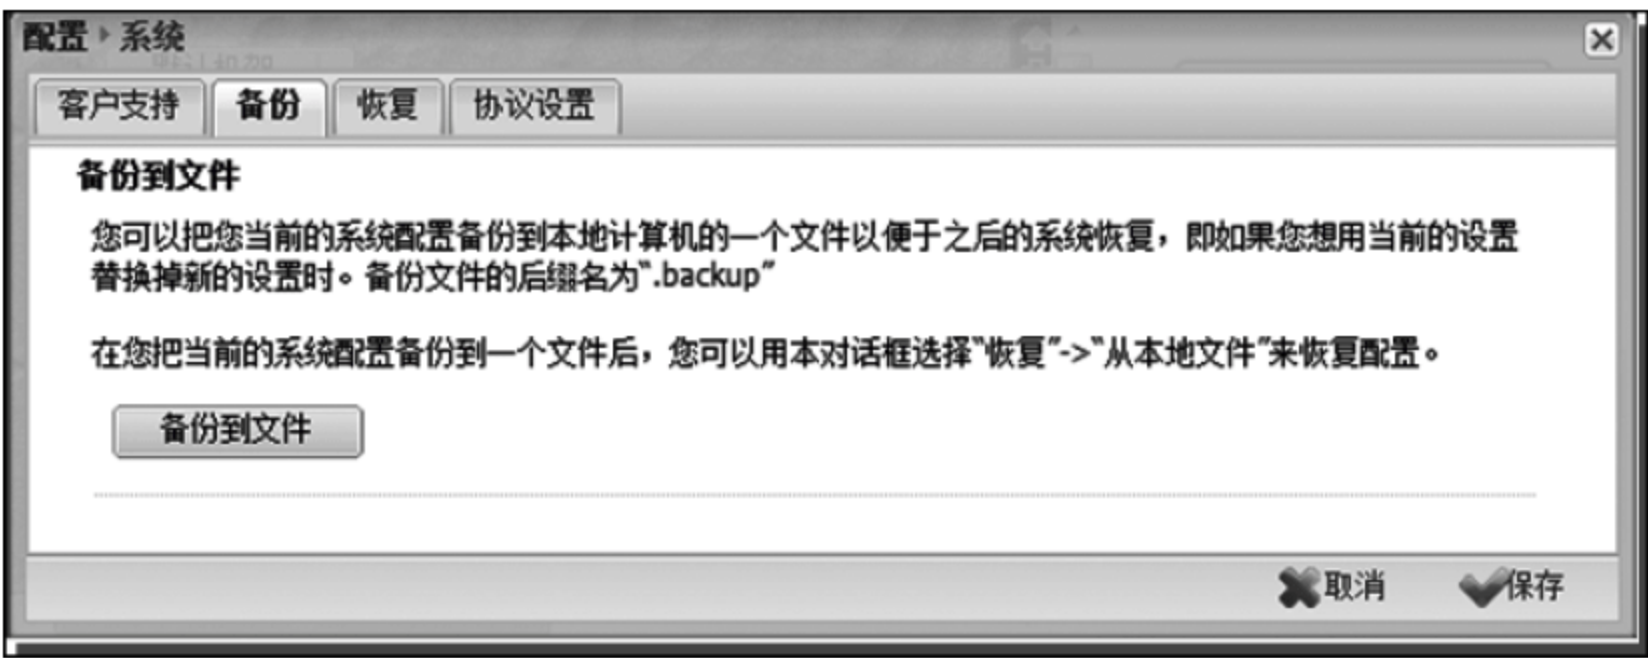 配置 系统
客户支持 备份 恢复 协议设置
备份到文件
您可以把您当前的系统配置备份到本地计算机的一个文件以便于之后的系统恢复，即如果您想用当前的设置
替换掉新的设置时。备份文件的后缀名为“.backup”
在您把当前的系统配置备份到一个文件后，您可以用本对话框选择“恢复”->“从本地文件”来恢复配置。
备份到文件
取消 保存